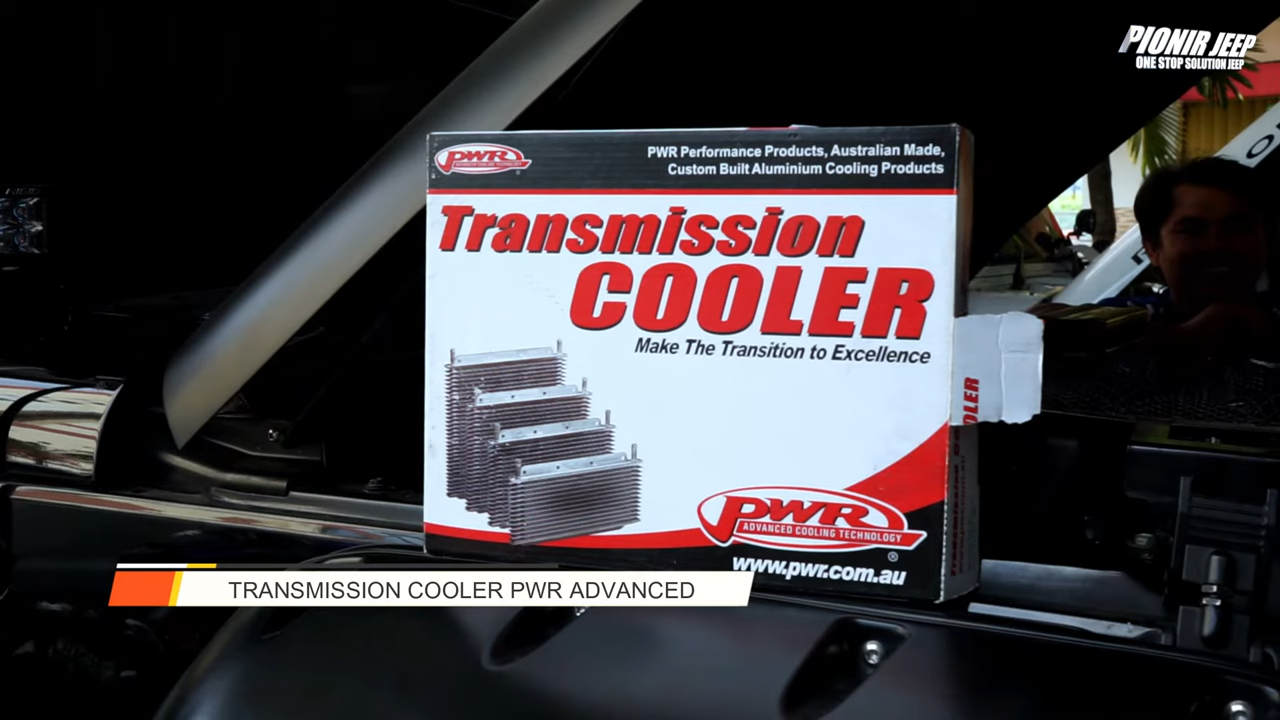 PIONIR JEEP
ONE STOP SOLUTION JEEP
PWR
PWR Performance Products, Australian Made,
Custom Built Aluminium Cooling Products
Transmission
COOLER
Make The Transition to Excellence
OLER
PWR
ADVANCED COOLING TECHNOLOGY
®
www.pwr.com.au
TRANSMISSION COOLER PWR ADVANCED